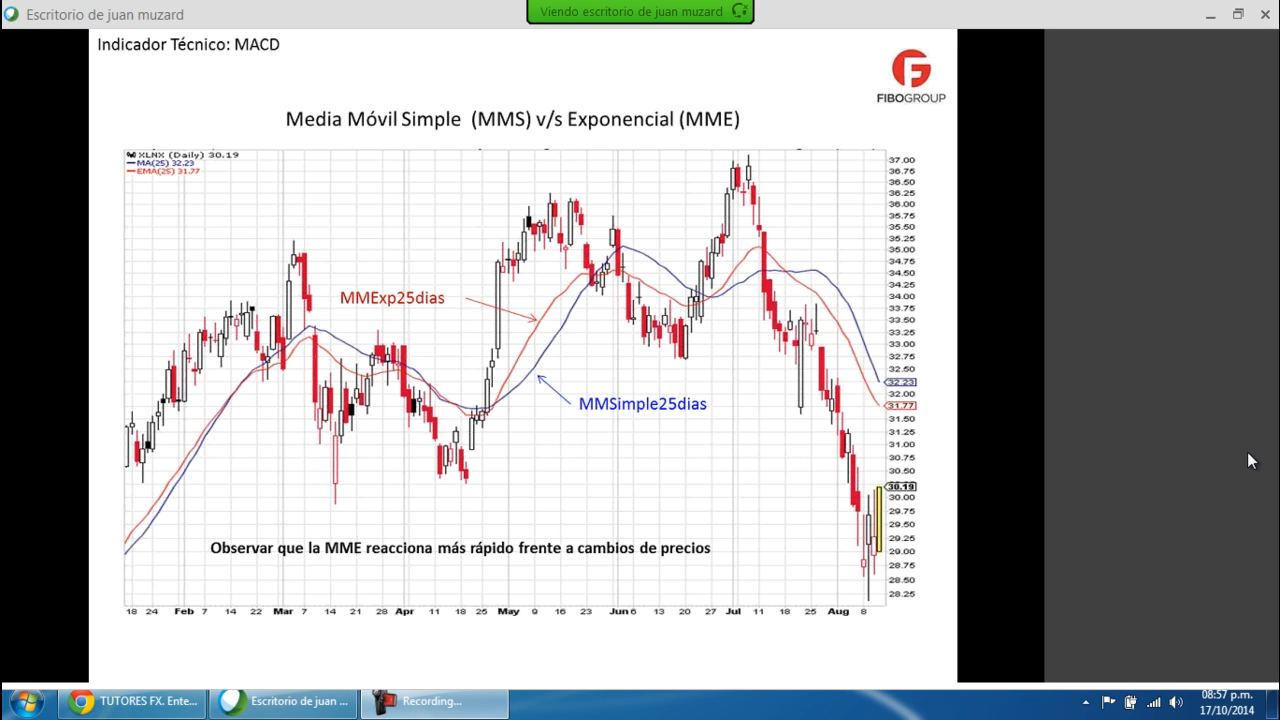 Escritorio de juan muzard
Viendo escritorio de juan muzard
Indicador Técnico: MACD
FIBOGROUP
Media Móvil Simple (MMS) v/s Exponencial (MME)
XLNX (Daily) 30.19
MA(25) 32.23
EMA(25) 31.77
37.00
36.75
36.50
36.25
36.00
35.75
35.50
35.25
35.00
34.75
34.50
34.25
34.00
33.75
33.50
33.25
33.00
32.75
32.50
32.23
32.00
31.77
31.50
31.25
31.00
30.75
30.50
30.19
30.00
29.75
29.50
29.25
29.00
28.75
28.50
28.25
MMExp25dias
MMSimple25dias
Observar que la MME reacciona más rápido frente a cambios de precios
18 24 Feb 7 14 22 Mar 7 14 21 28 Apr 11 18 25 May 9 16 23 Jun 6 13 20 27 Jul 11 18 25 Aug 8
TUTORES FX. Ente...
Escritorio de juan ...
Recording...
08:57 p.m.
17/10/2014